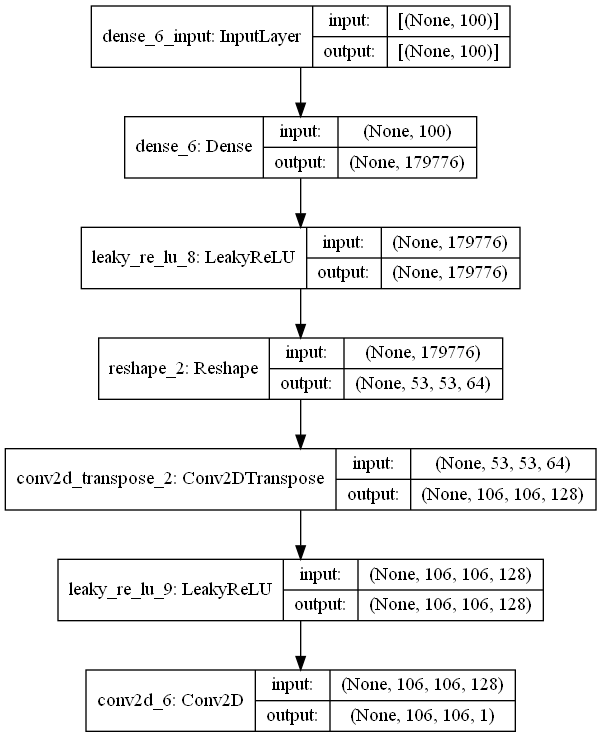 dense_6_input: InputLayer
input: [(None, 100)]
output: [(None, 100)]
dense_6: Dense
input: (None, 100)
output: (None, 179776)
leaky_re_lu_8: LeakyReLU
input: (None, 179776)
output: (None, 179776)
reshape_2: Reshape
input: (None, 179776)
output: (None, 53, 53, 64)
conv2d_transpose_2: Conv2DTranspose
input: (None, 53, 53, 64)
output: (None, 106, 106, 128)
leaky_re_lu_9: LeakyReLU
input: (None, 106, 106, 128)
output: (None, 106, 106, 128)
conv2d_6: Conv2D
input: (None, 106, 106, 128)
output: (None, 106, 106, 1)